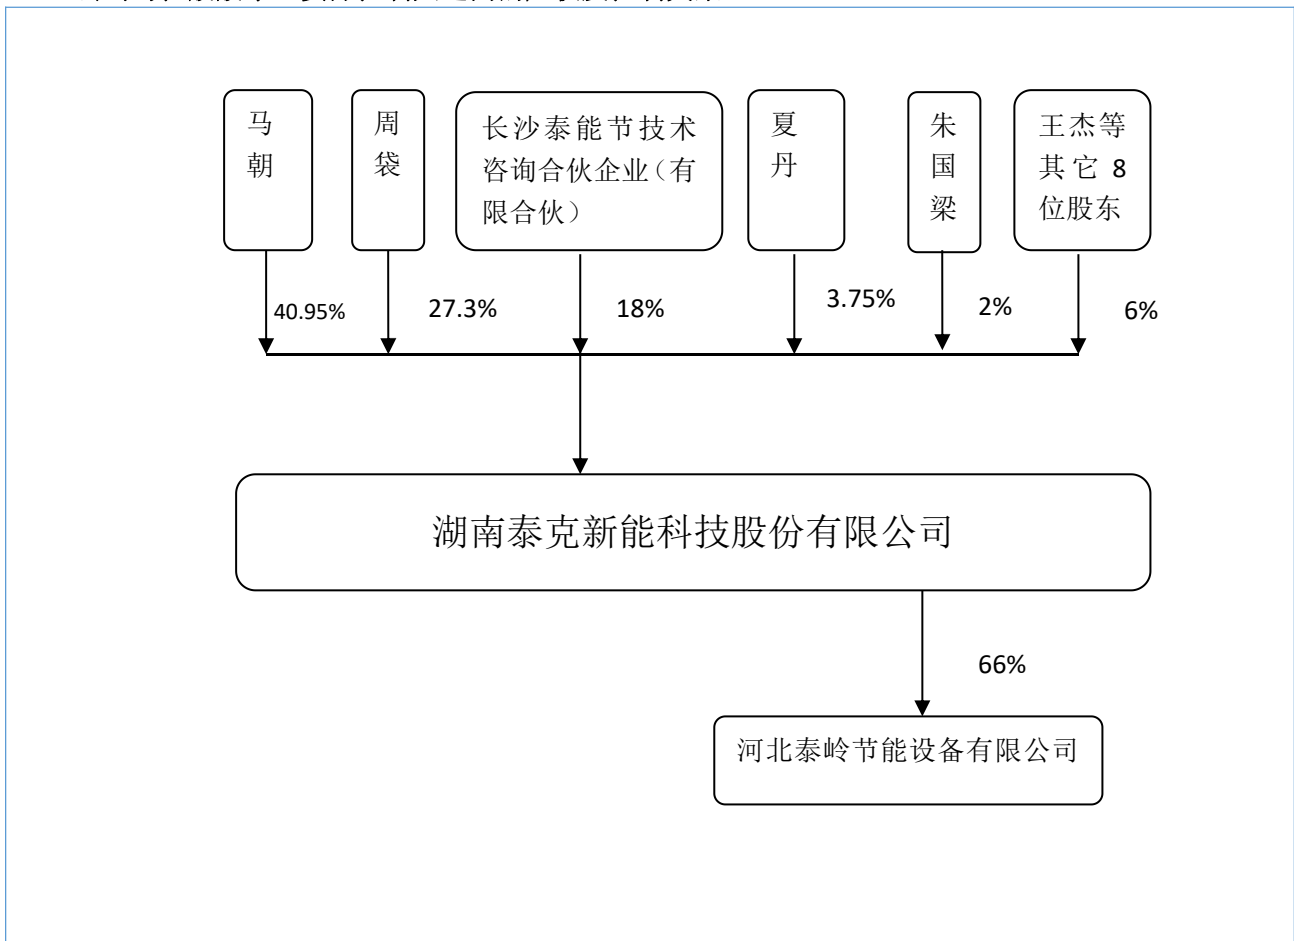 马
朝
周
袋
长沙泰能节技术
咨询合伙企业（有
限合伙）
夏
丹
朱
国
梁
王杰等
其它 8
位股东
40.95%
27.3%
18%
3.75%
2%
6%
湖南泰克新能科技股份有限公司
66%
河北泰岭节能设备有限公司